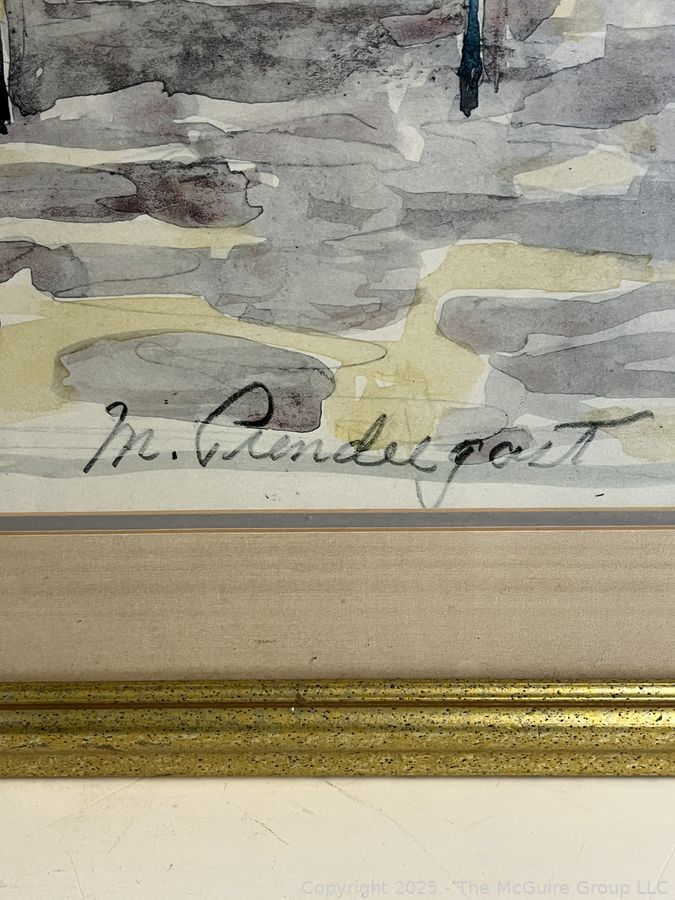 M. Prendergast
Copyright 2025 - The McGuire Group LLC